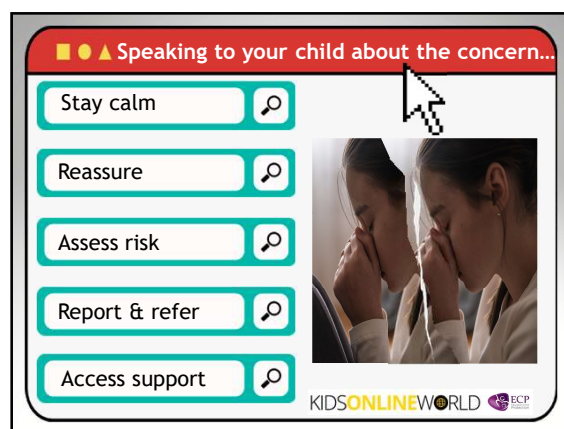 Speaking to your child about the concern...
Stay calm
Reassure
Assess risk
Report & refer
Access support
KIDSONLINEWORLD
ECP